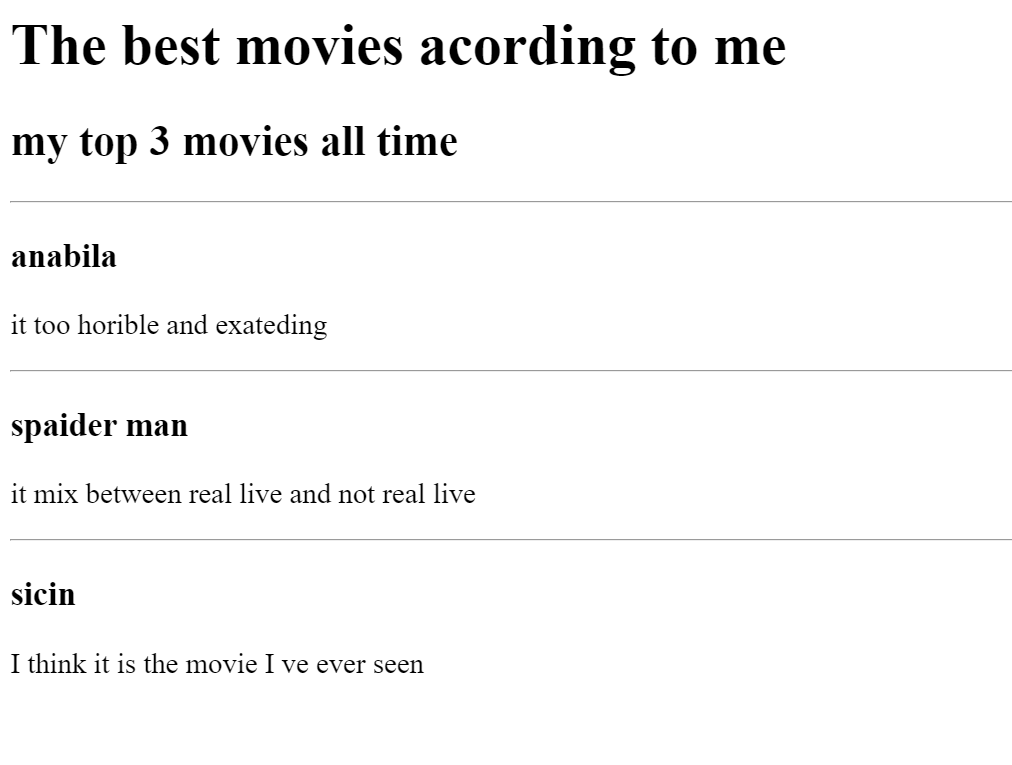 The best movies acording to me
my top 3 movies all time
anabila
it too horible and exateding
spaider man
it mix between real live and not real live
sicin
I think it is the movie I ve ever seen